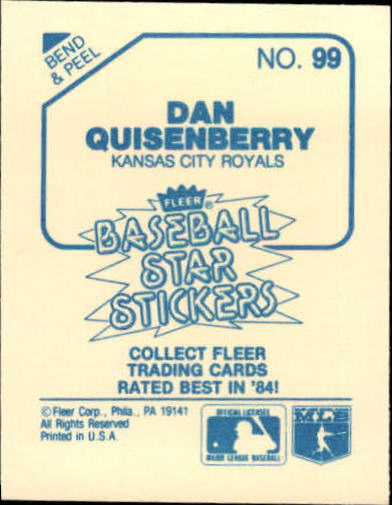 BEND
& PEEL
NO. 99
DAN
QUISENBERRY
KANSAS CITY ROYALS
FLEER®
BASEBALL
STAR
STICKERS
COLLECT FLEER
TRADING CARDS
RATED BEST IN '84!
© Fleer Corp., Phila., PA 19141
All Rights Reserved
Printed in U.S.A.
OFFICIAL LICENSEE
MAJOR LEAGUE BASEBALL
MLB